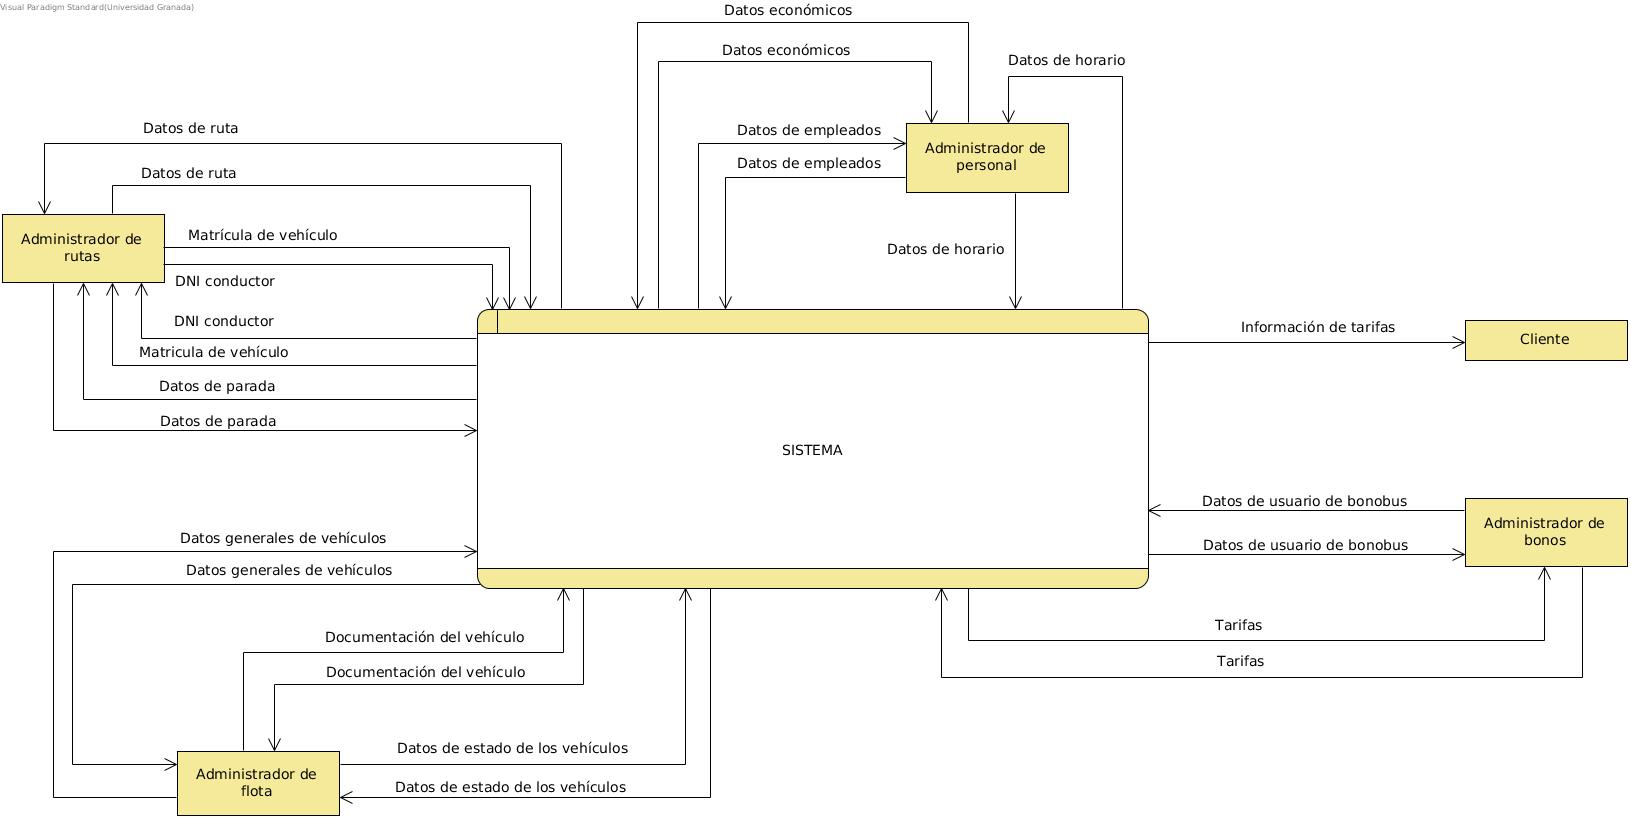 Visual Paradigm Standard(Universidad Granada)
Datos económicos
Datos económicos
Datos de horario
Datos de ruta
Datos de empleados
Administrador de
personal
Datos de empleados
Datos de ruta
Matrícula de vehículo
Administrador de
rutas
Datos de horario
DNI conductor
DNI conductor
Información de tarifas
Cliente
Matricula de vehículo
Datos de parada
Datos de parada
SISTEMA
Datos de usuario de bonobus
Administrador de
bonos
Datos generales de vehículos
Datos de usuario de bonobus
Datos generales de vehículos
Tarifas
Documentación del vehículo
Tarifas
Documentación del vehículo
Datos de estado de los vehículos
Administrador de
flota
Datos de estado de los vehículos